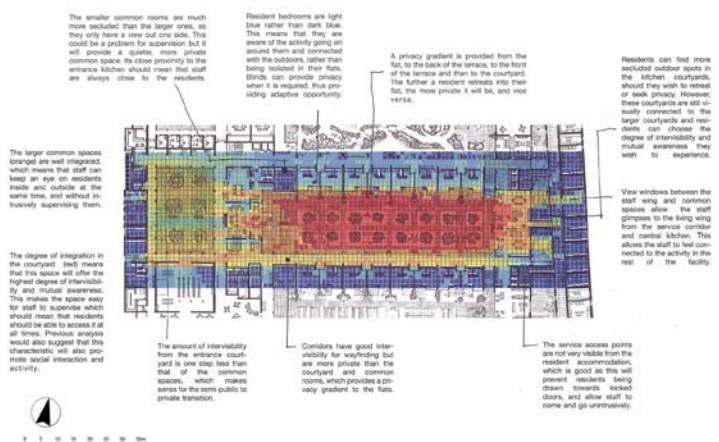 The smaller common rooms are much
more secluded than the larger ones, as
they only have a view out one side. This
could be a problem for supervision but it
will provide a quieter, more private
common space. Its close proximity to the
entrance kitchen should mean that staff
are always close to the residents.
Resident bedrooms are light
blue rather than dark blue.
This means that they are
aware of the activity going on
around them and connected
with the outdoors, rather than
being isolated in their flats.
Blinds can provide privacy
when it is required, thus pro-
viding adaptive opportunity.
A privacy gradient is provided from the
flat, to the back of the terrace, to the front
of the terrace and then to the courtyard.
The further a resident retreats into their
flat, the more private it will be, and vice
versa.
Residents can find more
secluded outdoor spots in
the kitchen courtyards,
should they wish to retreat
or seek privacy. However,
these courtyards are still vi-
sually connected to the
larger courtyards and resi-
dents can choose the
degree of intervisibility and
mutual awareness they
wish to experience.
The larger common spaces
(orange) are well integrated,
which means that staff can
keep an eye on residents
inside and outside at the
same time, and without in-
trusively supervising them.
View windows between the
staff wing and common
spaces allow the staff
glimpses to the living wing
from the service corridor
and central kitchen. This
allows the staff to feel con-
nected to the activity in the
rest of the facility.
The degree of integration in
the courtyard (red) means
that this space will offer the
highest degree of intervisibil-
ity and mutual awareness.
This makes the space easy
for staff to supervise which
should mean that residents
should be able to access it at
all times. Previous analysis
would also suggest that this
characteristic will also pro-
mote social interaction and
activity.
The amount of intervisibility
from the entrance court-
yard is one step less than
that of the common
spaces, which makes
sense for the semi-public to
private transition.
Corridors have good inter-
visibility for wayfinding but
are more private than the
courtyard and common
rooms, which provides a pri-
vacy gradient to the flats.
The service access points
are not very visible from the
resident accommodation,
which is good as this will
prevent residents being
drawn towards locked
doors, and allow staff to
come and go unintrusively.
0 5 10 15 20 25 30 35m